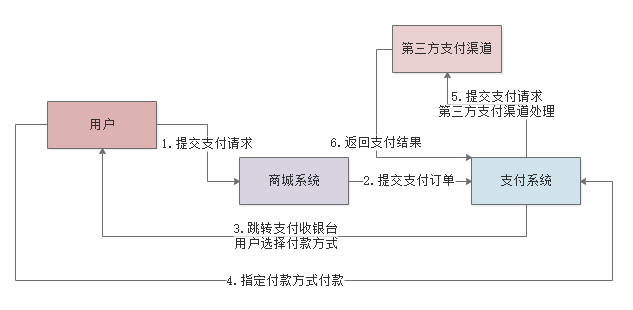 第三方支付渠道
5.提交支付请求
第三方支付渠道处理
用户
1.提交支付请求
6.返回支付结果
商城系统
2.提交支付订单
支付系统
3.跳转支付收银台
用户选择付款方式
4.指定付款方式付款